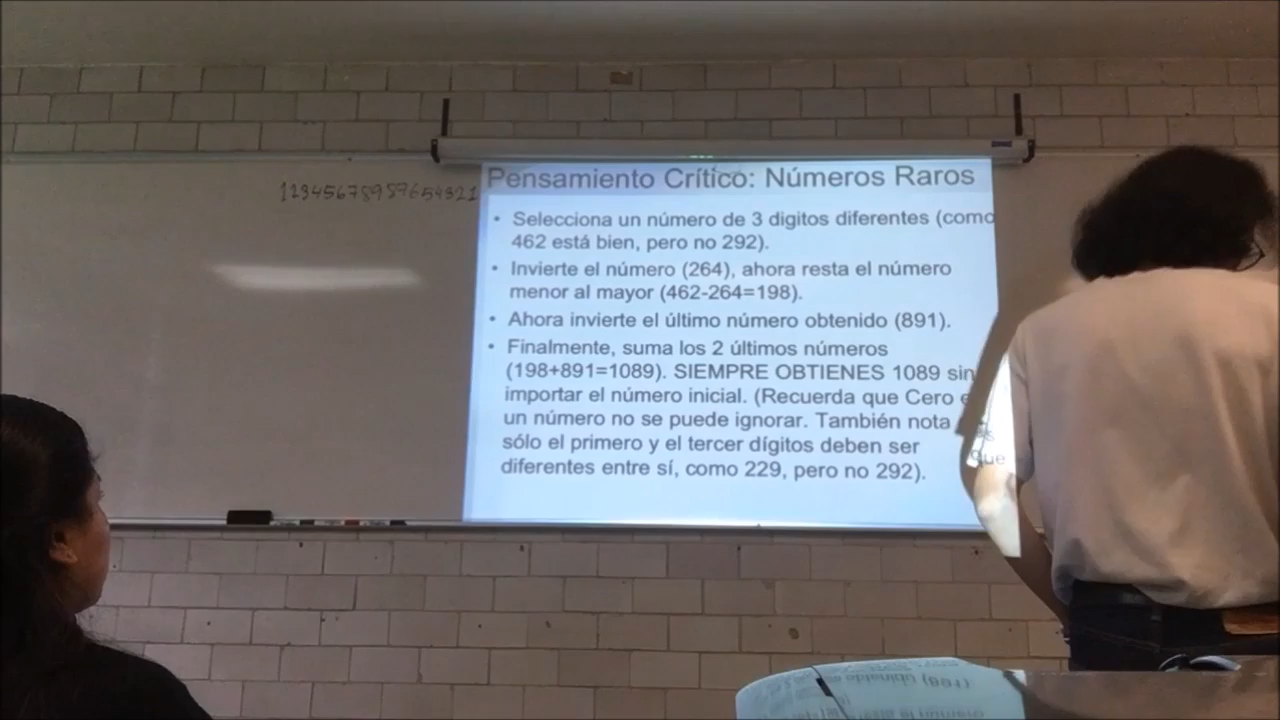 12345678987654321
Pensamiento Crítico: Números Raros
• Selecciona un número de 3 digitos diferentes (como
462 está bien, pero no 292).
• Invierte el número (264), ahora resta el número
menor al mayor (462-264=198).
• Ahora invierte el último número obtenido (891).
• Finalmente, suma los 2 últimos números
(198+891=1089). SIEMPRE OBTIENES 1089 sin
importar el número inicial. (Recuerda que Cero es
un número no se puede ignorar. También nota que
sólo el primero y el tercer dígitos deben ser
diferentes entre sí, como 229, pero no 292).